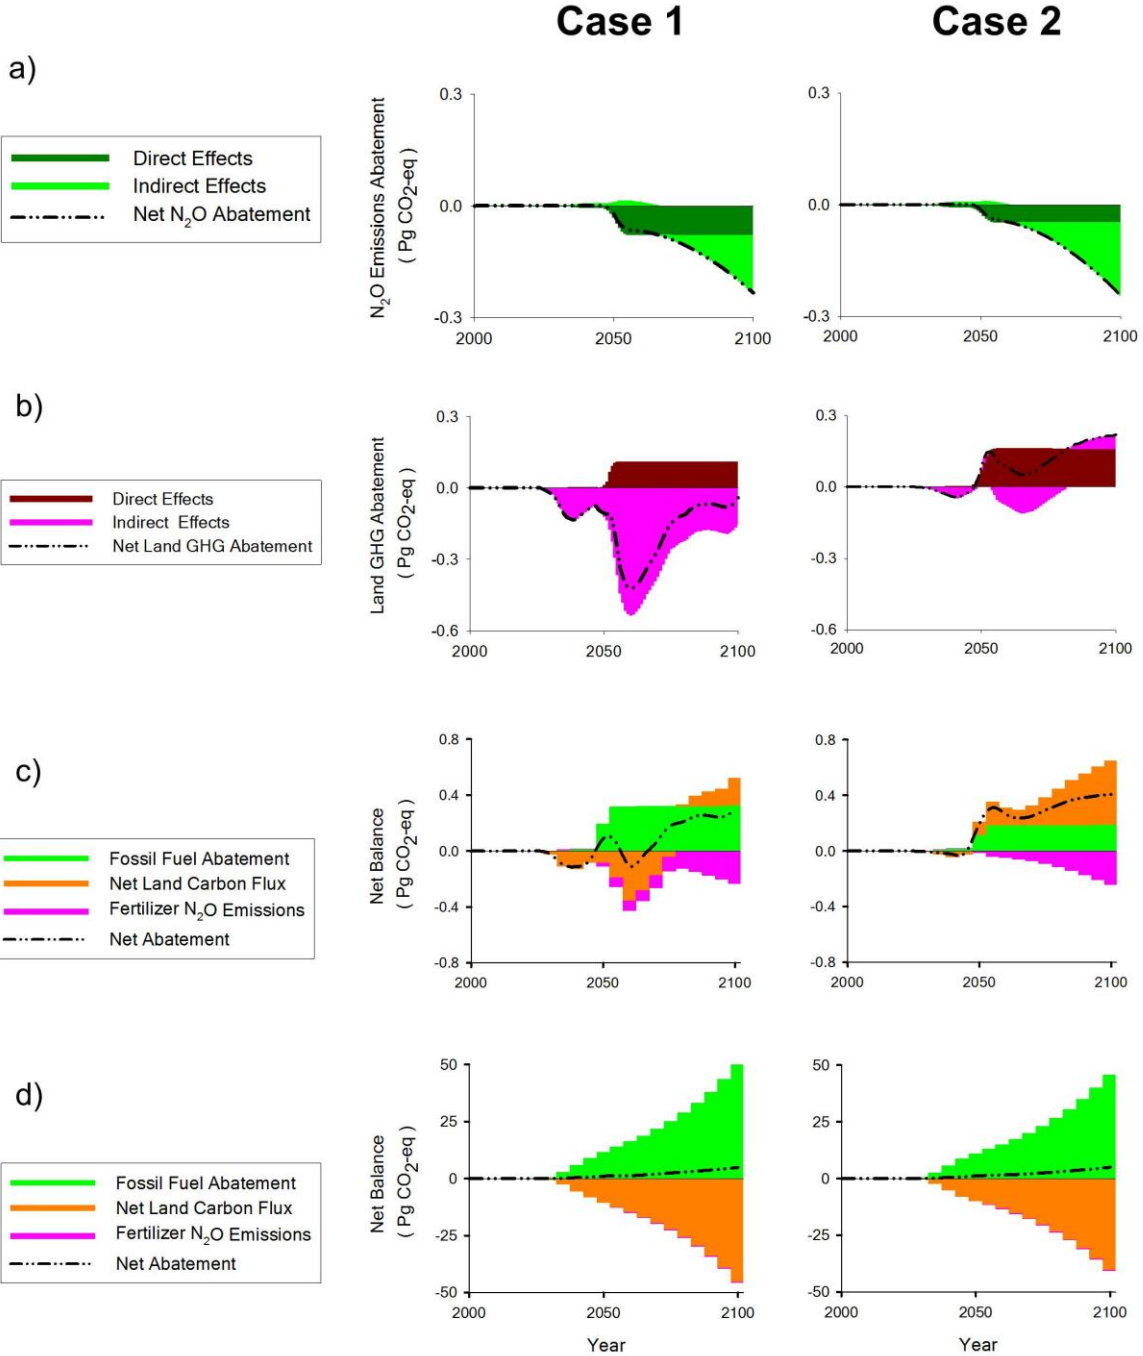 Case 1 Case 2
a)
Direct Effects
Indirect Effects
Net N2O Abatement
N2O Emissions Abatement
( Pg CO2-eq )
0.3
0.0
-0.3
2000 2050 2100
0.3
0.0
-0.3
2000 2050 2100
b)
Direct Effects
Indirect Effects
Net Land GHG Abatement
Land GHG Abatement
( Pg CO2-eq )
0.3
0.0
-0.3
-0.6
2000 2050 2100
0.3
0.0
-0.3
-0.6
2000 2050 2100
c)
Fossil Fuel Abatement
Net Land Carbon Flux
Fertilizer N2O Emissions
Net Abatement
Net Balance
( Pg CO2-eq )
0.8
0.4
0.0
-0.4
-0.8
2000 2050 2100
0.8
0.4
0.0
-0.4
-0.8
2000 2050 2100
d)
Fossil Fuel Abatement
Net Land Carbon Flux
Fertilizer N2O Emissions
Net Abatement
Net Balance
( Pg CO2-eq )
50
25
0
-25
-50
2000 2050 2100
Year
50
25
0
-25
-50
2000 2050 2100
Year